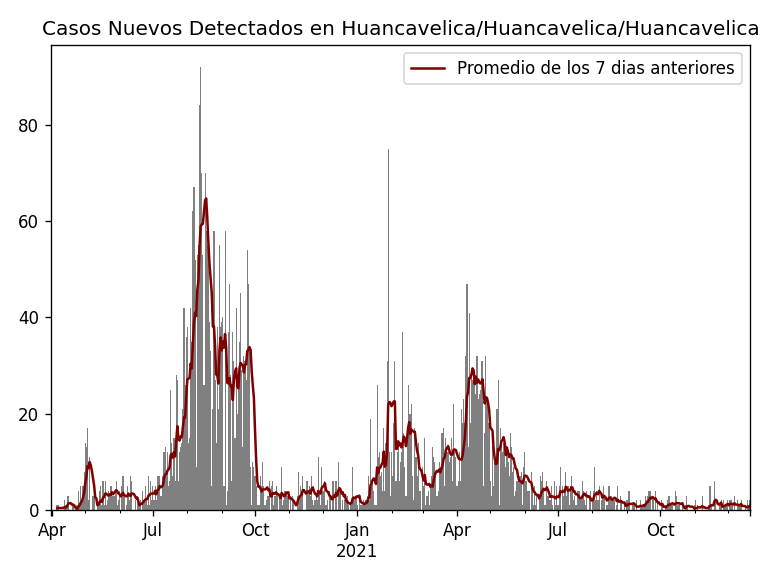 Casos Nuevos Detectados en Huancavelica/Huancavelica/Huancavelica
Promedio de los 7 dias anteriores
80
60
40
20
0
Apr Jul Oct Jan Apr Jul Oct
2021